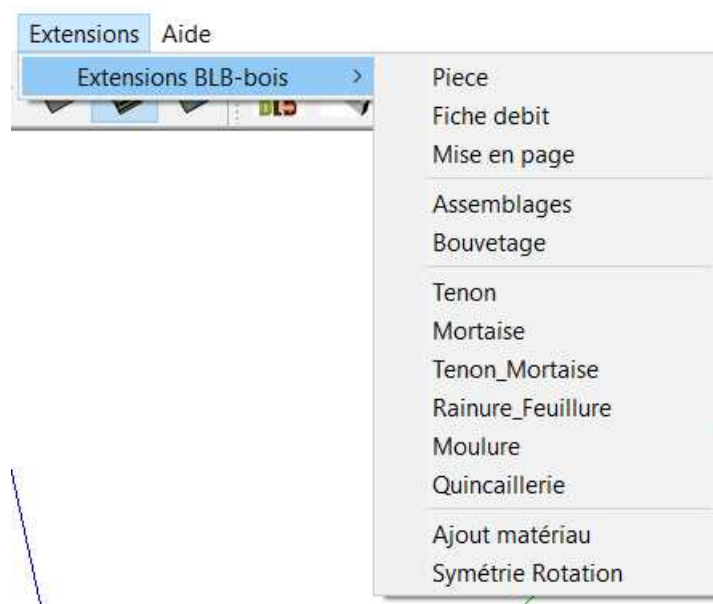 Extensions Aide
Extensions BLB-bois
Piece
Fiche debit
Mise en page
Assemblages
Bouvetage
Tenon
Mortaise
Tenon_Mortaise
Rainure_Feuillure
Moulure
Quincaillerie
Ajout matériau
Symétrie Rotation